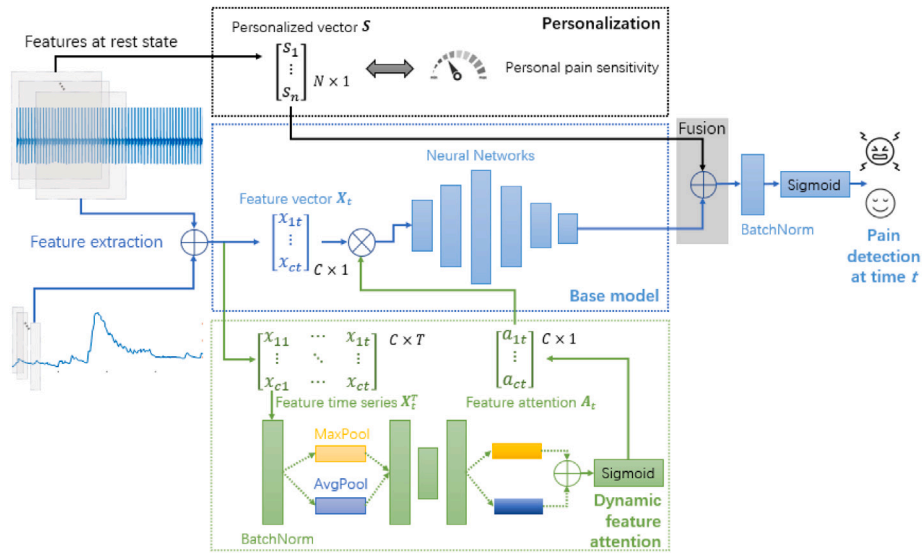 Personalization
Features at rest state
Personalized vector S
s1
⋮
sn
N × 1
Personal pain sensitivity
Fusion
Neural Networks
Feature vector Xt
x1t
⋮
xct
C × 1
Feature extraction
Sigmoid
BatchNorm
Pain
detection
at time t
Base model
x11 ⋯ x1t
⋮ ⋱ ⋮
xc1 ⋯ xct
C × T
a1t
⋮
act
C × 1
Feature time series XtT
Feature attention At
MaxPool
AvgPool
Sigmoid
BatchNorm
Dynamic
feature
attention